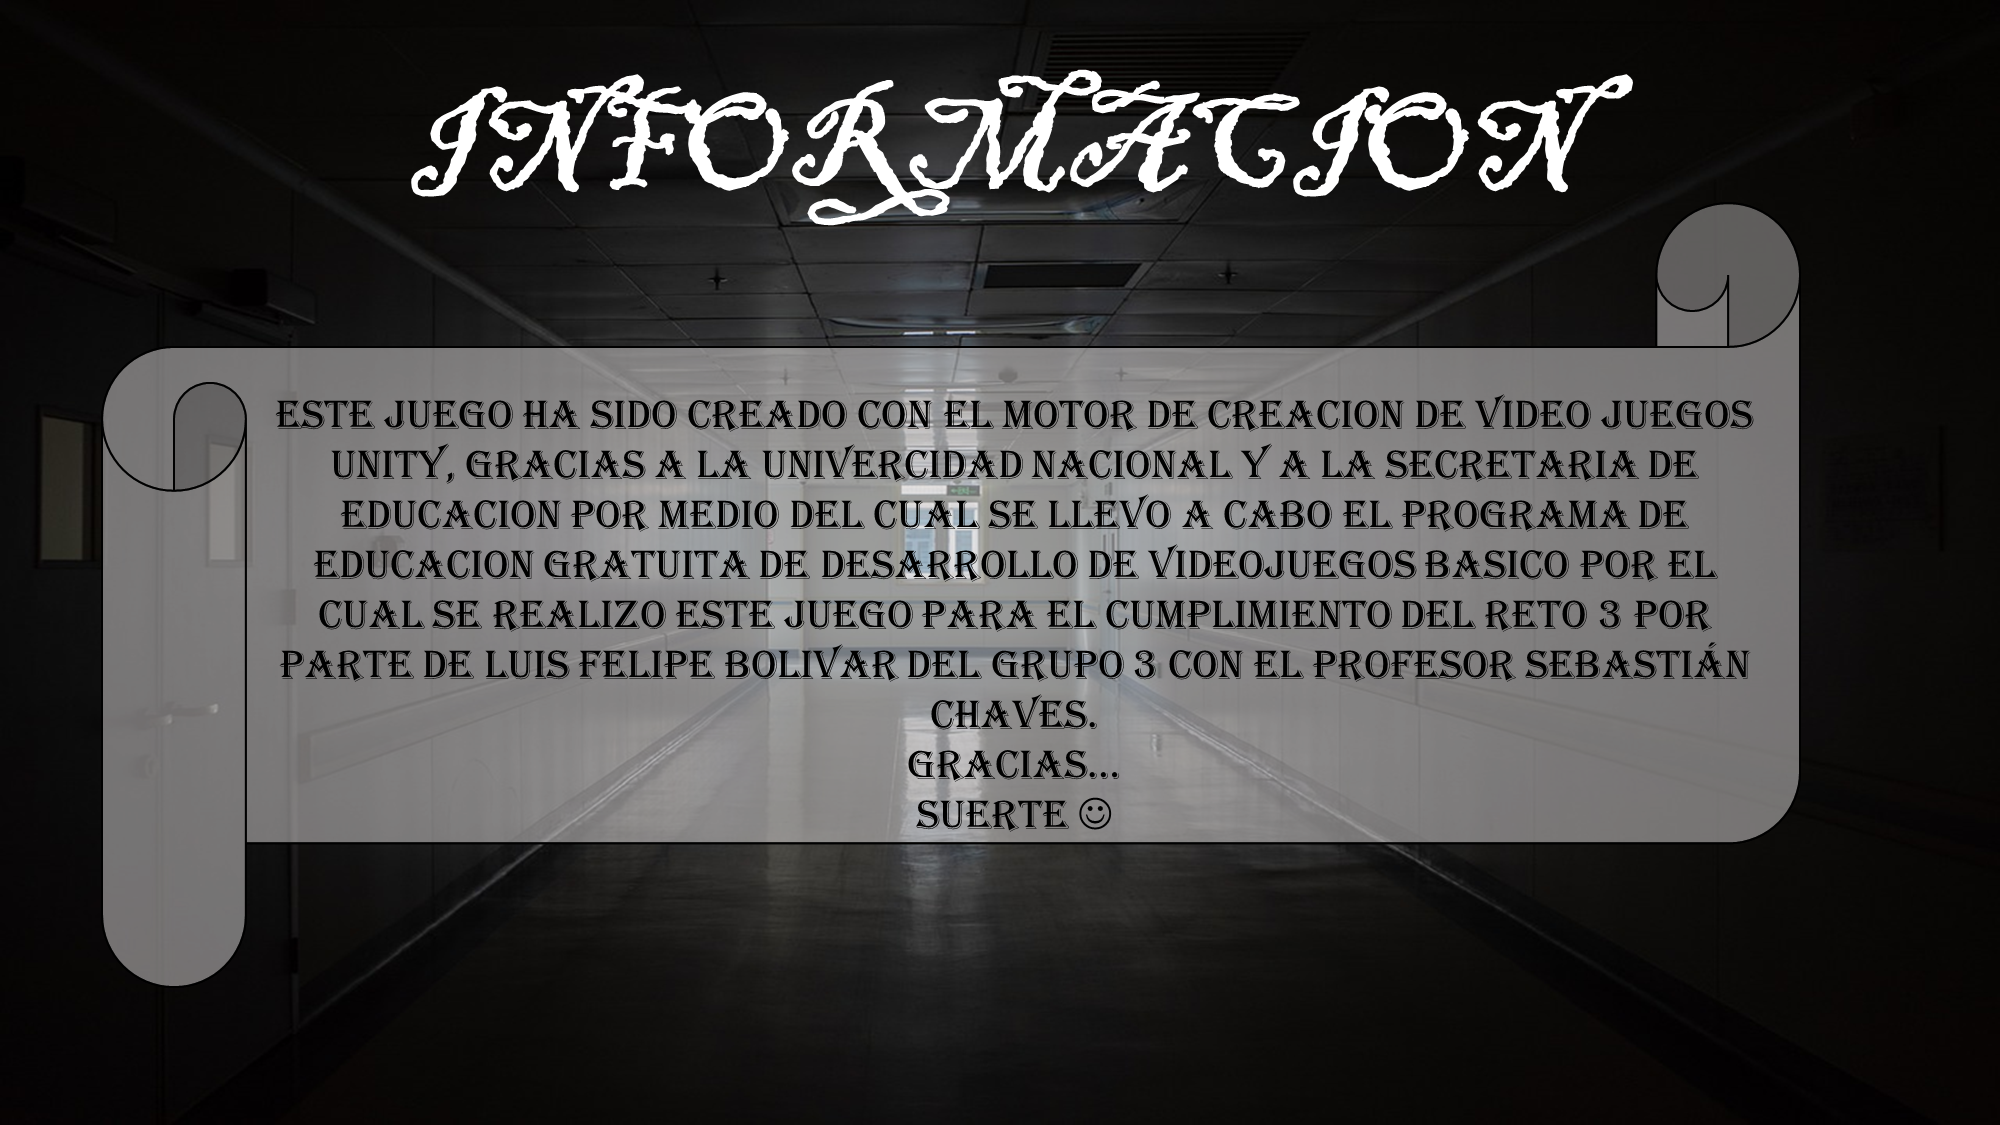 INFORMACION
ESTE JUEGO HA SIDO CREADO CON EL MOTOR DE CREACION DE VIDEO JUEGOS
UNITY, GRACIAS A LA UNIVERCIDAD NACIONAL Y A LA SECRETARIA DE
EDUCACION POR MEDIO DEL CUAL SE LLEVO A CABO EL PROGRAMA DE
EDUCACION GRATUITA DE DESARROLLO DE VIDEOJUEGOS BASICO POR EL
CUAL SE REALIZO ESTE JUEGO PARA EL CUMPLIMIENTO DEL RETO 3 POR
PARTE DE LUIS FELIPE BOLIVAR DEL GRUPO 3 CON EL PROFESOR SEBASTIÁN
CHAVES.
GRACIAS...
SUERTE ☺